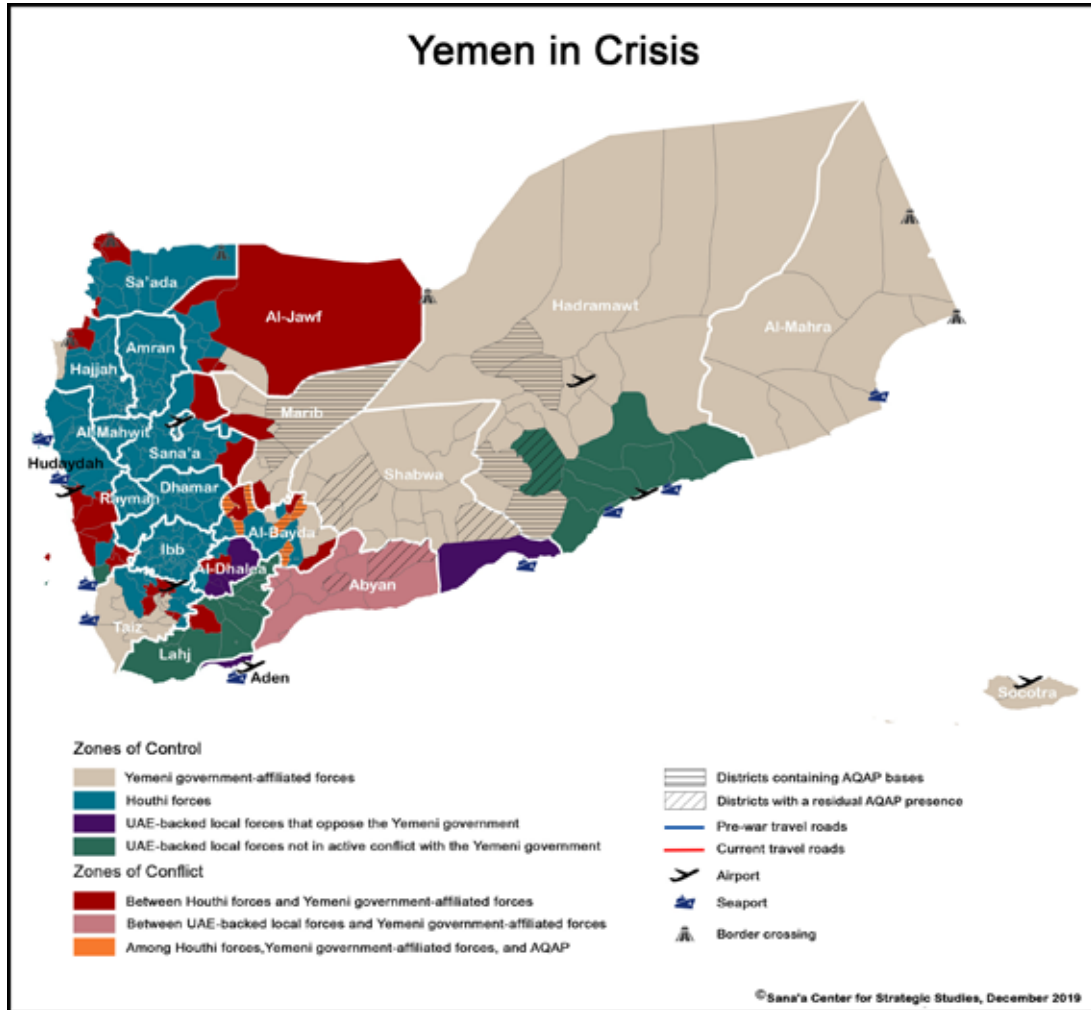 Yemen in Crisis
Sa'ada
Al-Jawf
Hadramawt
Al-Mahra
Amran
Hajjah
Marib
Al-Mahwit
Sana'a
Shabwa
Hudaydah
Dhamar
Raymah
Al-Bayda
Ibb
Al-Dhalea
Abyan
Taiz
Lahj
Aden
Socotra
Zones of Control
Yemeni government-affiliated forces
Houthi forces
UAE-backed local forces that oppose the Yemeni government
UAE-backed local forces not in active conflict with the Yemeni government
Zones of Conflict
Between Houthi forces and Yemeni government-affiliated forces
Between UAE-backed local forces and Yemeni government-affiliated forces
Among Houthi forces,Yemeni government-affiliated forces, and AQAP
Districts containing AQAP bases
Districts with a residual AQAP presence
Pre-war travel roads
Current travel roads
Airport
Seaport
Border crossing
©Sana'a Center for Strategic Studies, December 2019